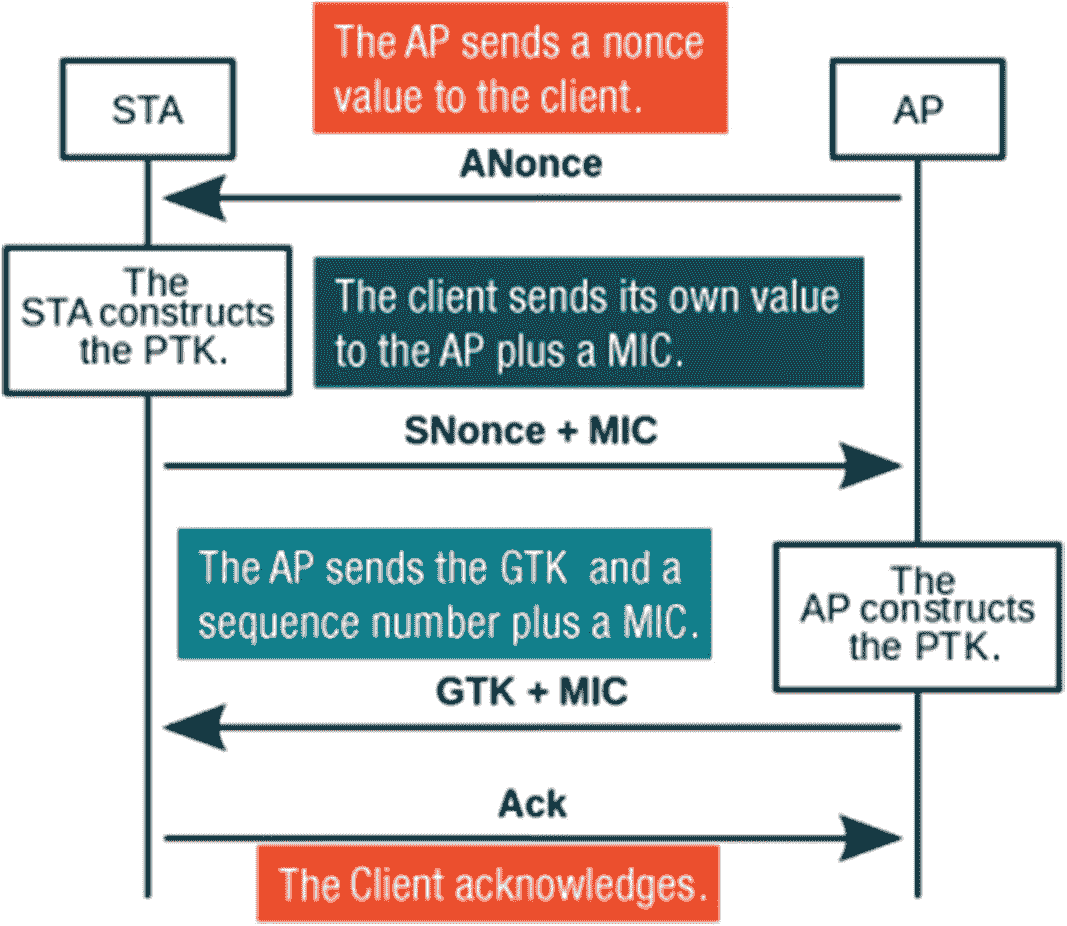 The AP sends a nonce
value to the client.
STA
AP
ANonce
The
STA constructs
the PTK.
The client sends its own value
to the AP plus a MIC.
SNonce + MIC
The AP sends the GTK and a
sequence number plus a MIC.
The
AP constructs
the PTK.
GTK + MIC
Ack
The Client acknowledges.